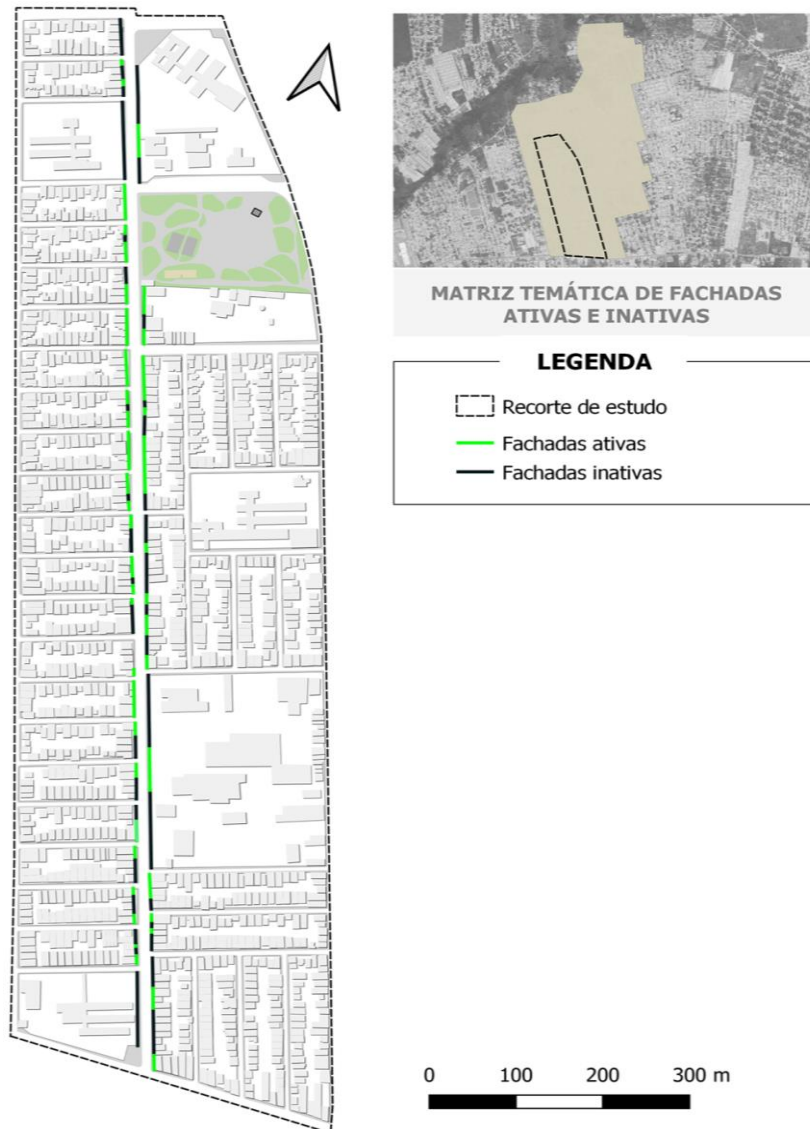 MATRIZ TEMÁTICA DE FACHADAS
ATIVAS E INATIVAS
LEGENDA
Recorte de estudo
Fachadas ativas
Fachadas inativas
0 100 200 300 m